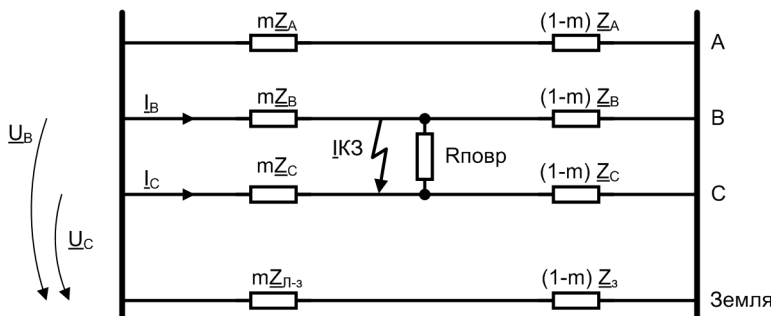 mZA (1-m) ZA A
IB mZB (1-m) ZB B
UB IКЗ Rповр
IC mZC (1-m) ZC C
UC
mZЛ-з (1-m) Zз Земля